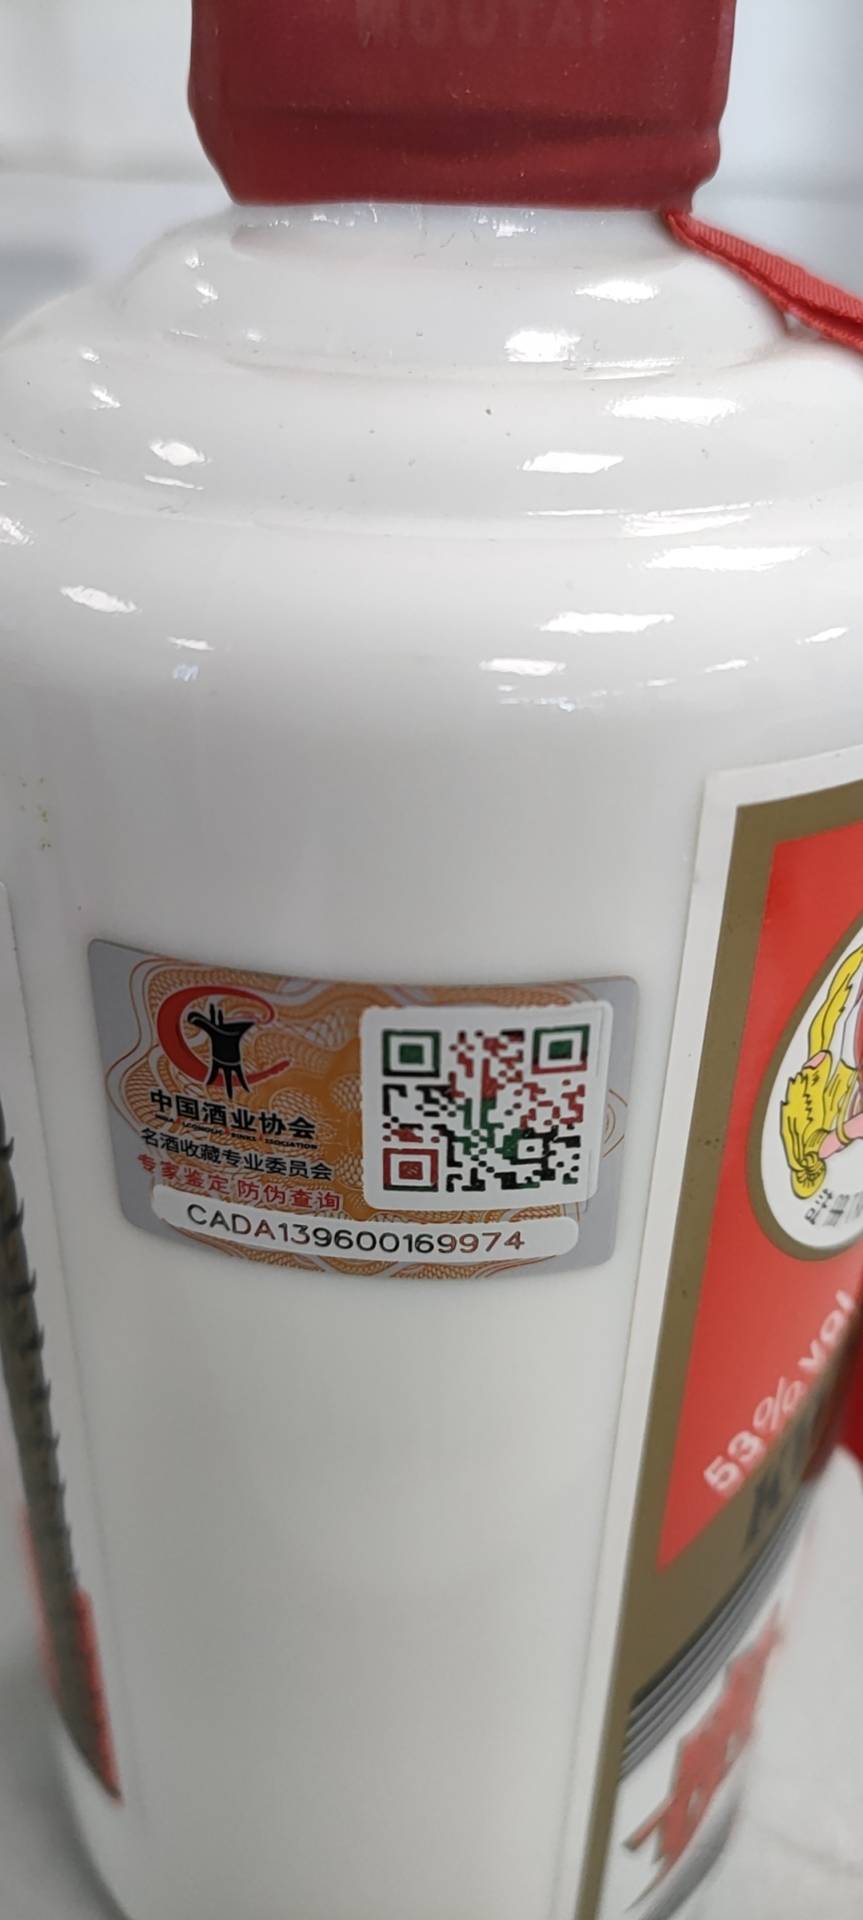 MOUTAI
中国酒业协会
名酒收藏专业委员会
专家鉴定 防伪查询
CADA139600169974
53% vol